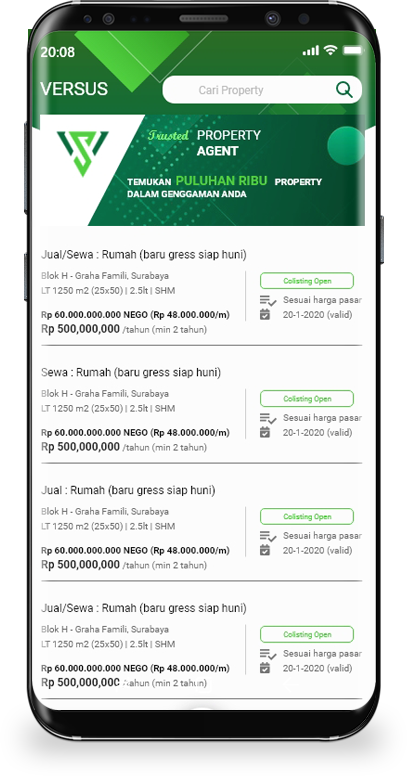 20:08
VERSUS
Cari Property
Trusted PROPERTY
AGENT
TEMUKAN PULUHAN RIBU PROPERTY
DALAM GENGGAMAN ANDA
Jual/Sewa : Rumah (baru gress siap huni)
Blok H - Graha Famili, Surabaya
LT 1250 m2 (25x50) | 2.5lt | SHM
Rp 60.000.000.000 NEGO (Rp 48.000.000/m)
Rp 500,000,000 /tahun (min 2 tahun)
Colisting Open
Sesuai harga pasar
20-1-2020 (valid)
Sewa : Rumah (baru gress siap huni)
Blok H - Graha Famili, Surabaya
LT 1250 m2 (25x50) | 2.5lt | SHM
Rp 60.000.000.000 NEGO (Rp 48.000.000/m)
Rp 500,000,000 /tahun (min 2 tahun)
Colisting Open
Sesuai harga pasar
20-1-2020 (valid)
Jual : Rumah (baru gress siap huni)
Blok H - Graha Famili, Surabaya
LT 1250 m2 (25x50) | 2.5lt | SHM
Rp 60.000.000.000 NEGO (Rp 48.000.000/m)
Rp 500,000,000 /tahun (min 2 tahun)
Colisting Open
Sesuai harga pasar
20-1-2020 (valid)
Jual/Sewa : Rumah (baru gress siap huni)
Blok H - Graha Famili, Surabaya
LT 1250 m2 (25x50) | 2.5lt | SHM
Rp 60.000.000.000 NEGO (Rp 48.000.000/m)
Rp 500,000,000 /tahun (min 2 tahun)
Colisting Open
Sesuai harga pasar
20-1-2020 (valid)